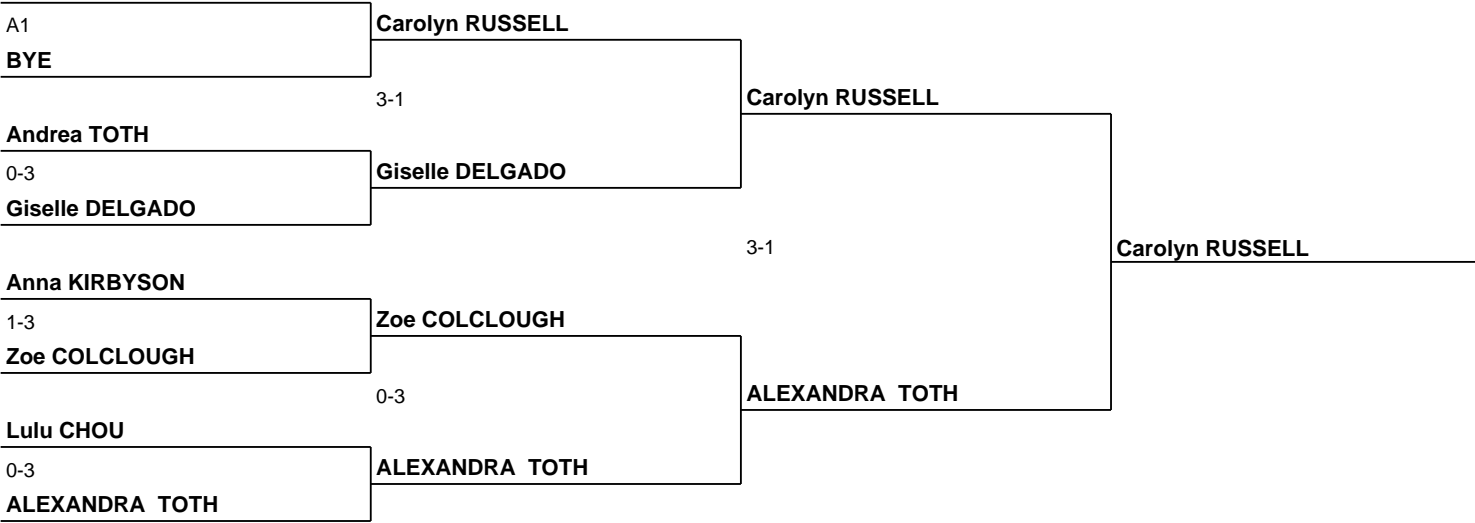 A1
BYE
Andrea TOTH
0-3
Giselle DELGADO
Anna KIRBYSON
1-3
Zoe COLCLOUGH
Lulu CHOU
0-3
ALEXANDRA TOTH
Carolyn RUSSELL
3-1
Giselle DELGADO
Zoe COLCLOUGH
0-3
ALEXANDRA TOTH
Carolyn RUSSELL
3-1
ALEXANDRA TOTH
Carolyn RUSSELL